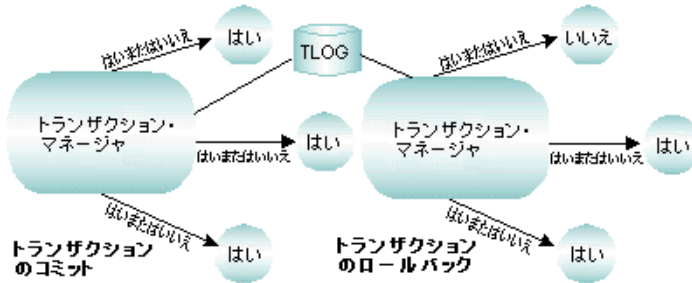 はいまたはいいえ
はい
TLOG
はいまたはいいえ
いいえ
トランザクション・
マネージャ
はいまたはいいえ
はい
トランザクション・
マネージャ
はいまたはいいえ
はい
はいまたはいいえ
はい
トランザクション
のコミット
はいまたはいいえ
はい
トランザクション
のロールバック